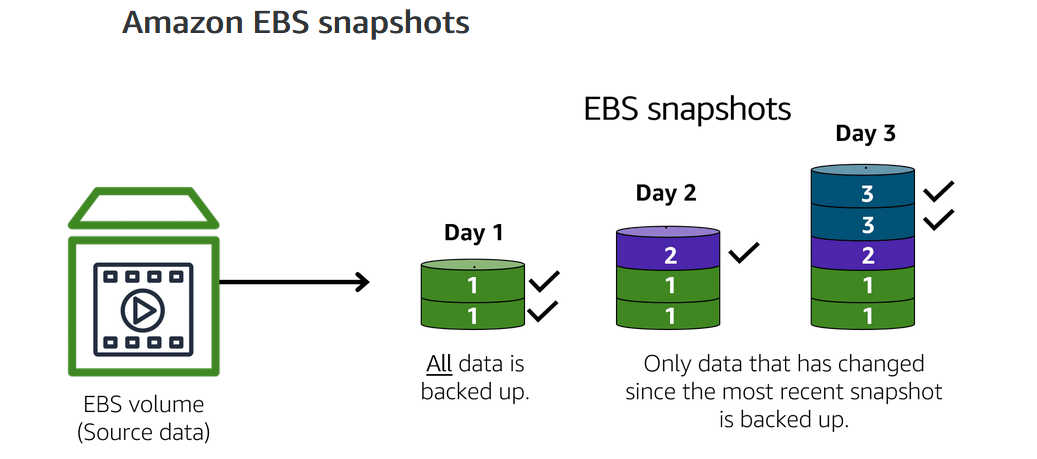 Amazon EBS snapshots
EBS snapshots
Day 1
Day 2
Day 3
1
1
2
1
1
3
3
2
1
1
EBS volume
(Source data)
All data is
backed up.
Only data that has changed
since the most recent snapshot
is backed up.